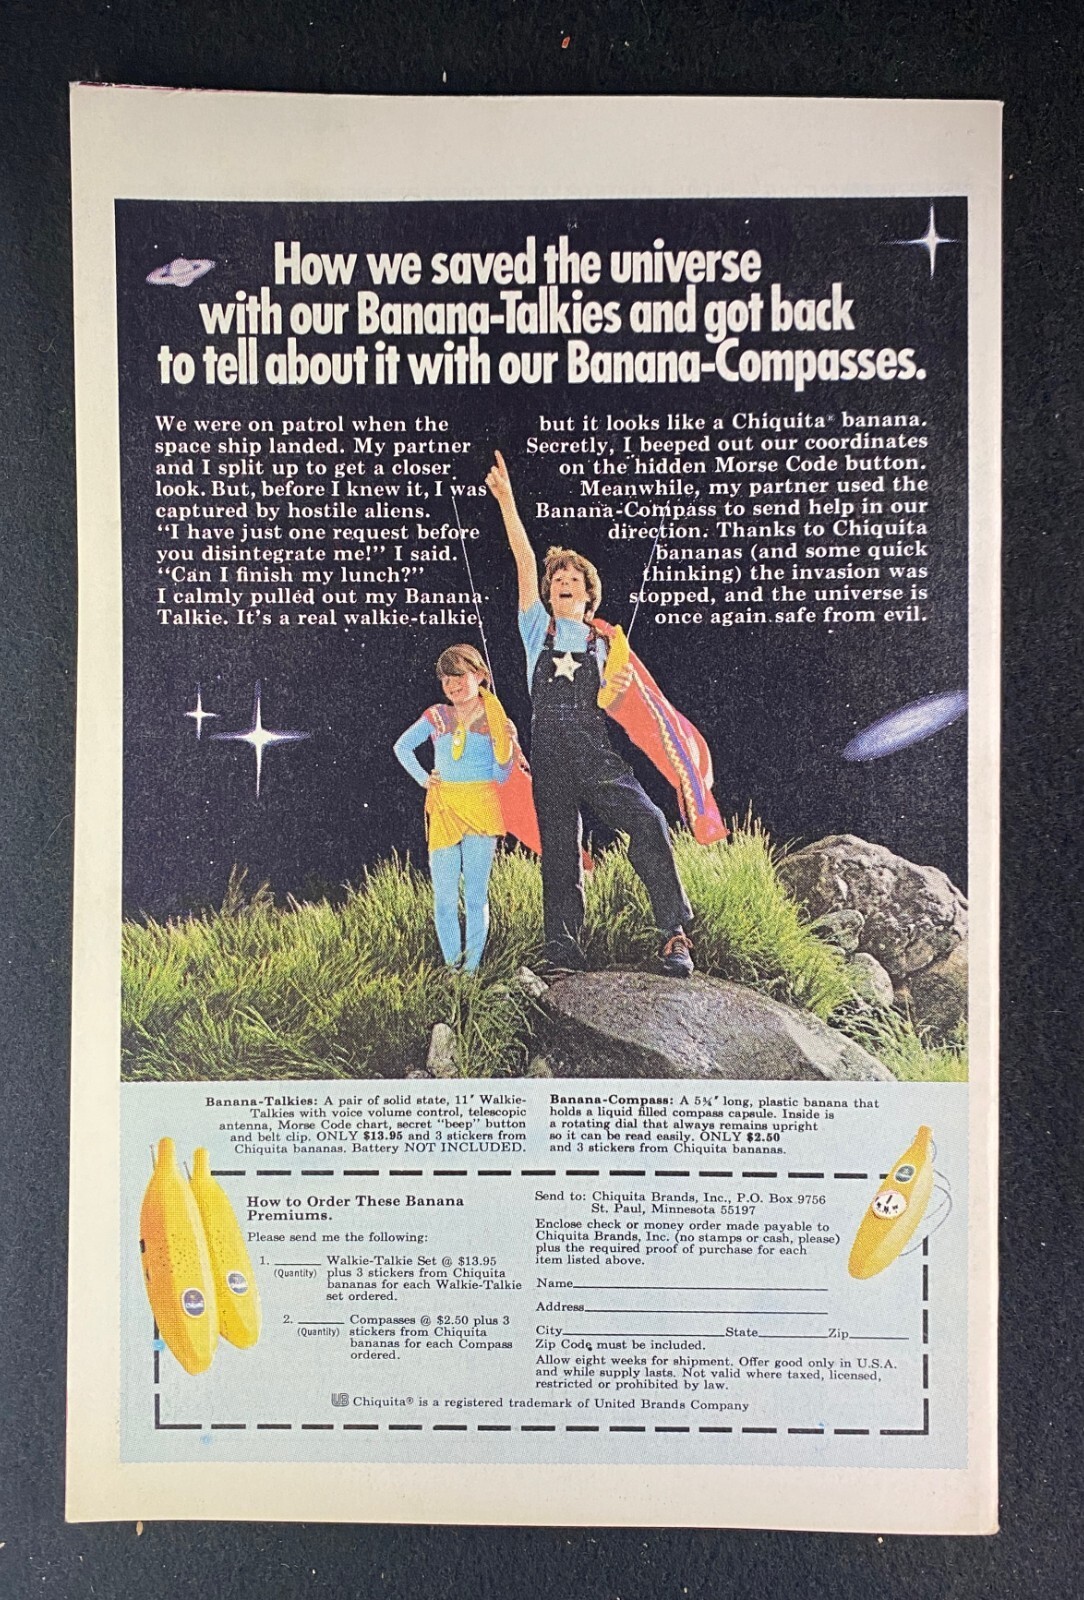 How we saved the universe
with our Banana-Talkies and got back
to tell about it with our Banana-Compasses.
We were on patrol when the
space ship landed. My partner
and I split up to get a closer
look. But, before I knew it, I was
captured by hostile aliens.
"I have just one request before
you disintegrate me!" I said.
"Can I finish my lunch?"
I calmly pulled out my Banana-
Talkie. It's a real walkie-talkie,
but it looks like a Chiquita® banana.
Secretly, I beeped out our coordinates
on the hidden Morse Code button.
Meanwhile, my partner used the
Banana-Compass to send help in our
direction. Thanks to Chiquita
bananas (and some quick
thinking) the invasion was
stopped, and the universe is
once again safe from evil.
Banana-Talkies: A pair of solid state, 11" Walkie-
Talkies with voice volume control, telescopic
antenna, Morse Code chart, secret "beep" button
and belt clip. ONLY $13.95 and 3 stickers from
Chiquita bananas. Battery NOT INCLUDED.
Banana-Compass: A 5¾" long, plastic banana that
holds a liquid filled compass capsule. Inside is
a rotating dial that always remains upright
so it can be read easily. ONLY $2.50
and 3 stickers from Chiquita bananas.
How to Order These Banana
Premiums.
Please send me the following:
1. ______ Walkie-Talkie Set @ $13.95
(Quantity) plus 3 stickers from Chiquita
bananas for each Walkie-Talkie
set ordered.
2. ______ Compasses @ $2.50 plus 3
(Quantity) stickers from Chiquita
bananas for each Compass
ordered.
Send to: Chiquita Brands, Inc., P.O. Box 9756
St. Paul, Minnesota 55197
Enclose check or money order made payable to
Chiquita Brands, Inc. (no stamps or cash, please)
plus the required proof of purchase for each
item listed above.
Name
Address
City State Zip
Zip Code must be included.
Allow eight weeks for shipment. Offer good only in U.S.A.
and while supply lasts. Not valid where taxed, licensed,
restricted or prohibited by law.
UB Chiquita® is a registered trademark of United Brands Company